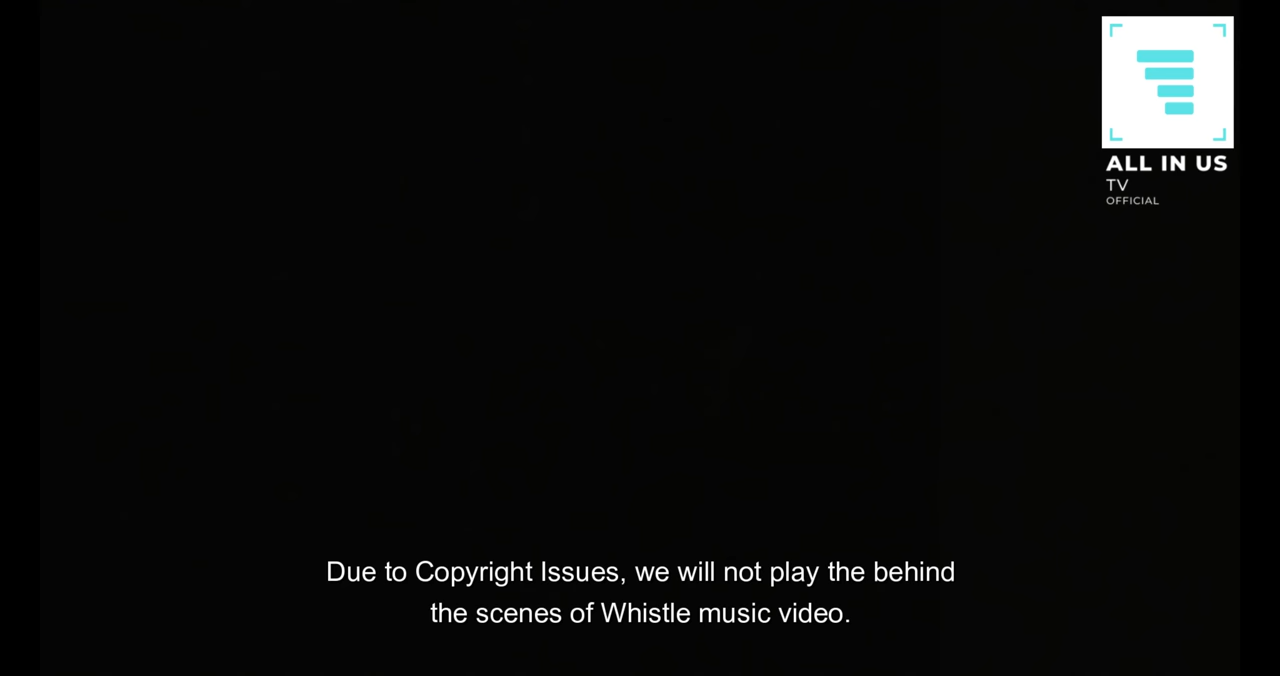 ALL IN US
TV
OFFICIAL
Due to Copyright Issues, we will not play the behind
the scenes of Whistle music video.